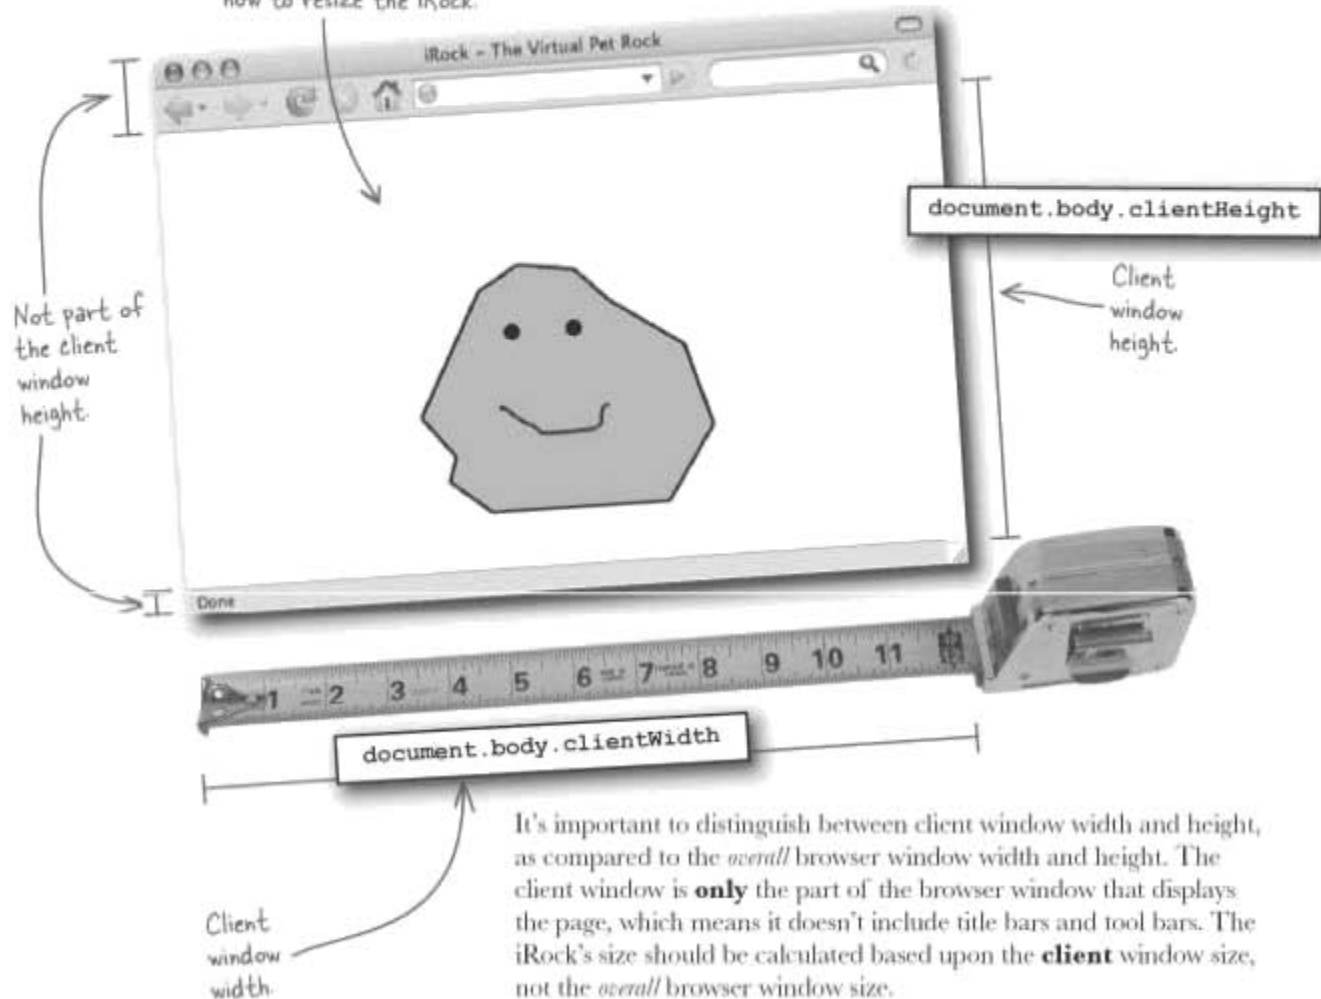 how to resize the iRock.
iRock - The Virtual Pet Rock
document.body.clientHeight
Client
window
height.
Not part of
the client
window
height.
Done
1 2 3 4 5 6 7 8 9 10 11
document.body.clientWidth
Client
window
width.
It's important to distinguish between client window width and height,
as compared to the overall browser window width and height. The
client window is only the part of the browser window that displays
the page, which means it doesn't include title bars and tool bars. The
iRock's size should be calculated based upon the client window size,
not the overall browser window size.